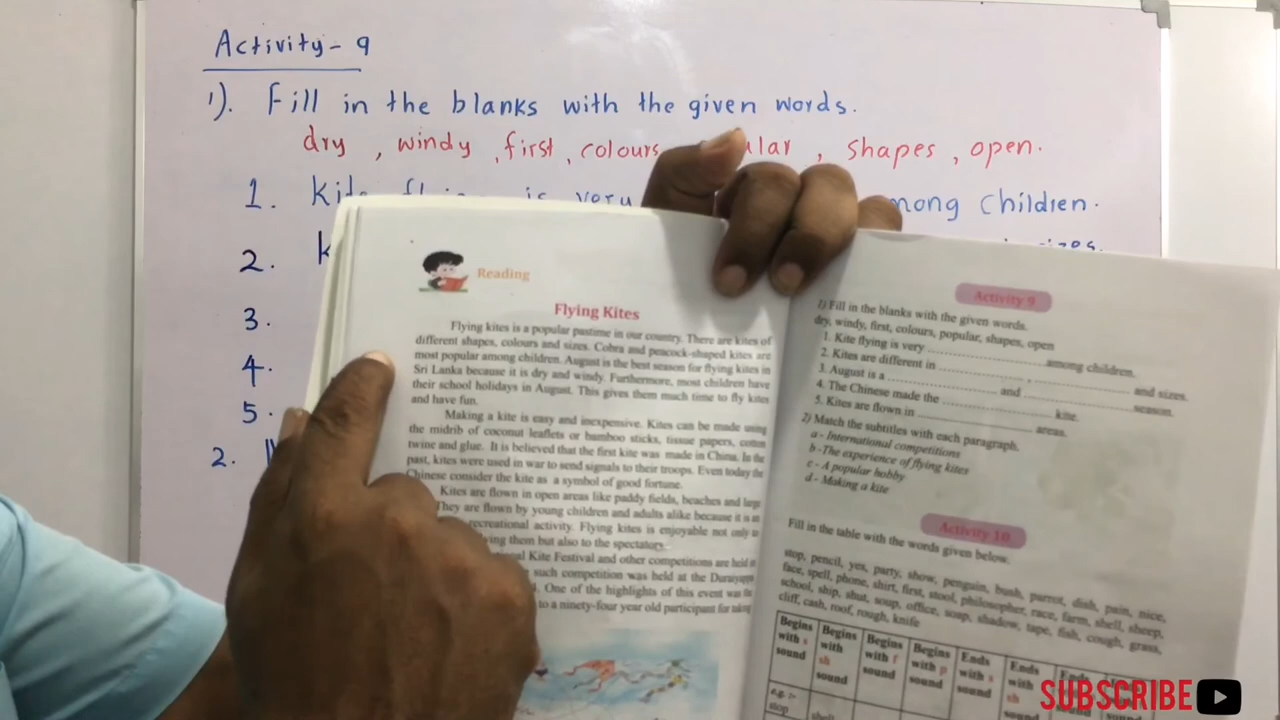 Activity - 9
1). Fill in the blanks with the given words.
dry , windy , first , colours , shapes , open.
1. is very among children.
2.
3.
4.
5.
2.
Reading
Flying Kites
Flying kites is a popular pastime in our country. There are kites of
different shapes, colours and sizes. Cobra and peacock-shaped kites are
most popular among children. August is the best season for flying kites in
Sri Lanka because it is dry and windy. Furthermore, most children have
their school holidays in August. This gives them much time to fly kites
and have fun.
Making a kite is easy and inexpensive. Kites can be made using
the midrib of coconut leaflets or bamboo sticks, tissue papers, cotton
twine and glue. It is believed that the first kite was made in China. In the
past, kites were used in war to send signals to their troops. Even today the
Chinese consider the kite as a symbol of good fortune.
Kites are flown in open areas like paddy fields, beaches and large
They are flown by young children and adults alike because it is an
recreational activity. Flying kites is enjoyable not only to
them but also to the spectators.
Kite Festival and other competitions are held at
such competition was held at the
One of the highlights of this event was the
to a ninety-four year old participant for taking
Activity 9
1) Fill in the blanks with the given words.
dry, windy, first, colours, popular, shapes, open
1. Kite flying is very .................... among children.
2. Kites are different in .................... , .................... and sizes.
3. August is a .................... and .................... season.
4. The Chinese made the .................... kite.
5. Kites are flown in .................... areas.
2) Match the subtitles with each paragraph.
a - International competitions
b - The experience of flying kites
c - A popular hobby
d - Making a kite
Activity 10
Fill in the table with the words given below.
stop, pencil, yes, party, show, penguin, bush, parrot, dish, pain, nice,
face, spell, phone, shirt, first, stool, philosopher, race, farm, shell, sheep,
school, ship, shut, soup, office, soap, shadow, tape, fish, cough, grass,
cliff, cash, roof, rough, knife
Begins with s sound
Begins with sh sound
Begins with f sound
Begins with p sound
Ends with s sound
Ends with sh sound
e.g. :-
stop
shell
SUBSCRIBE